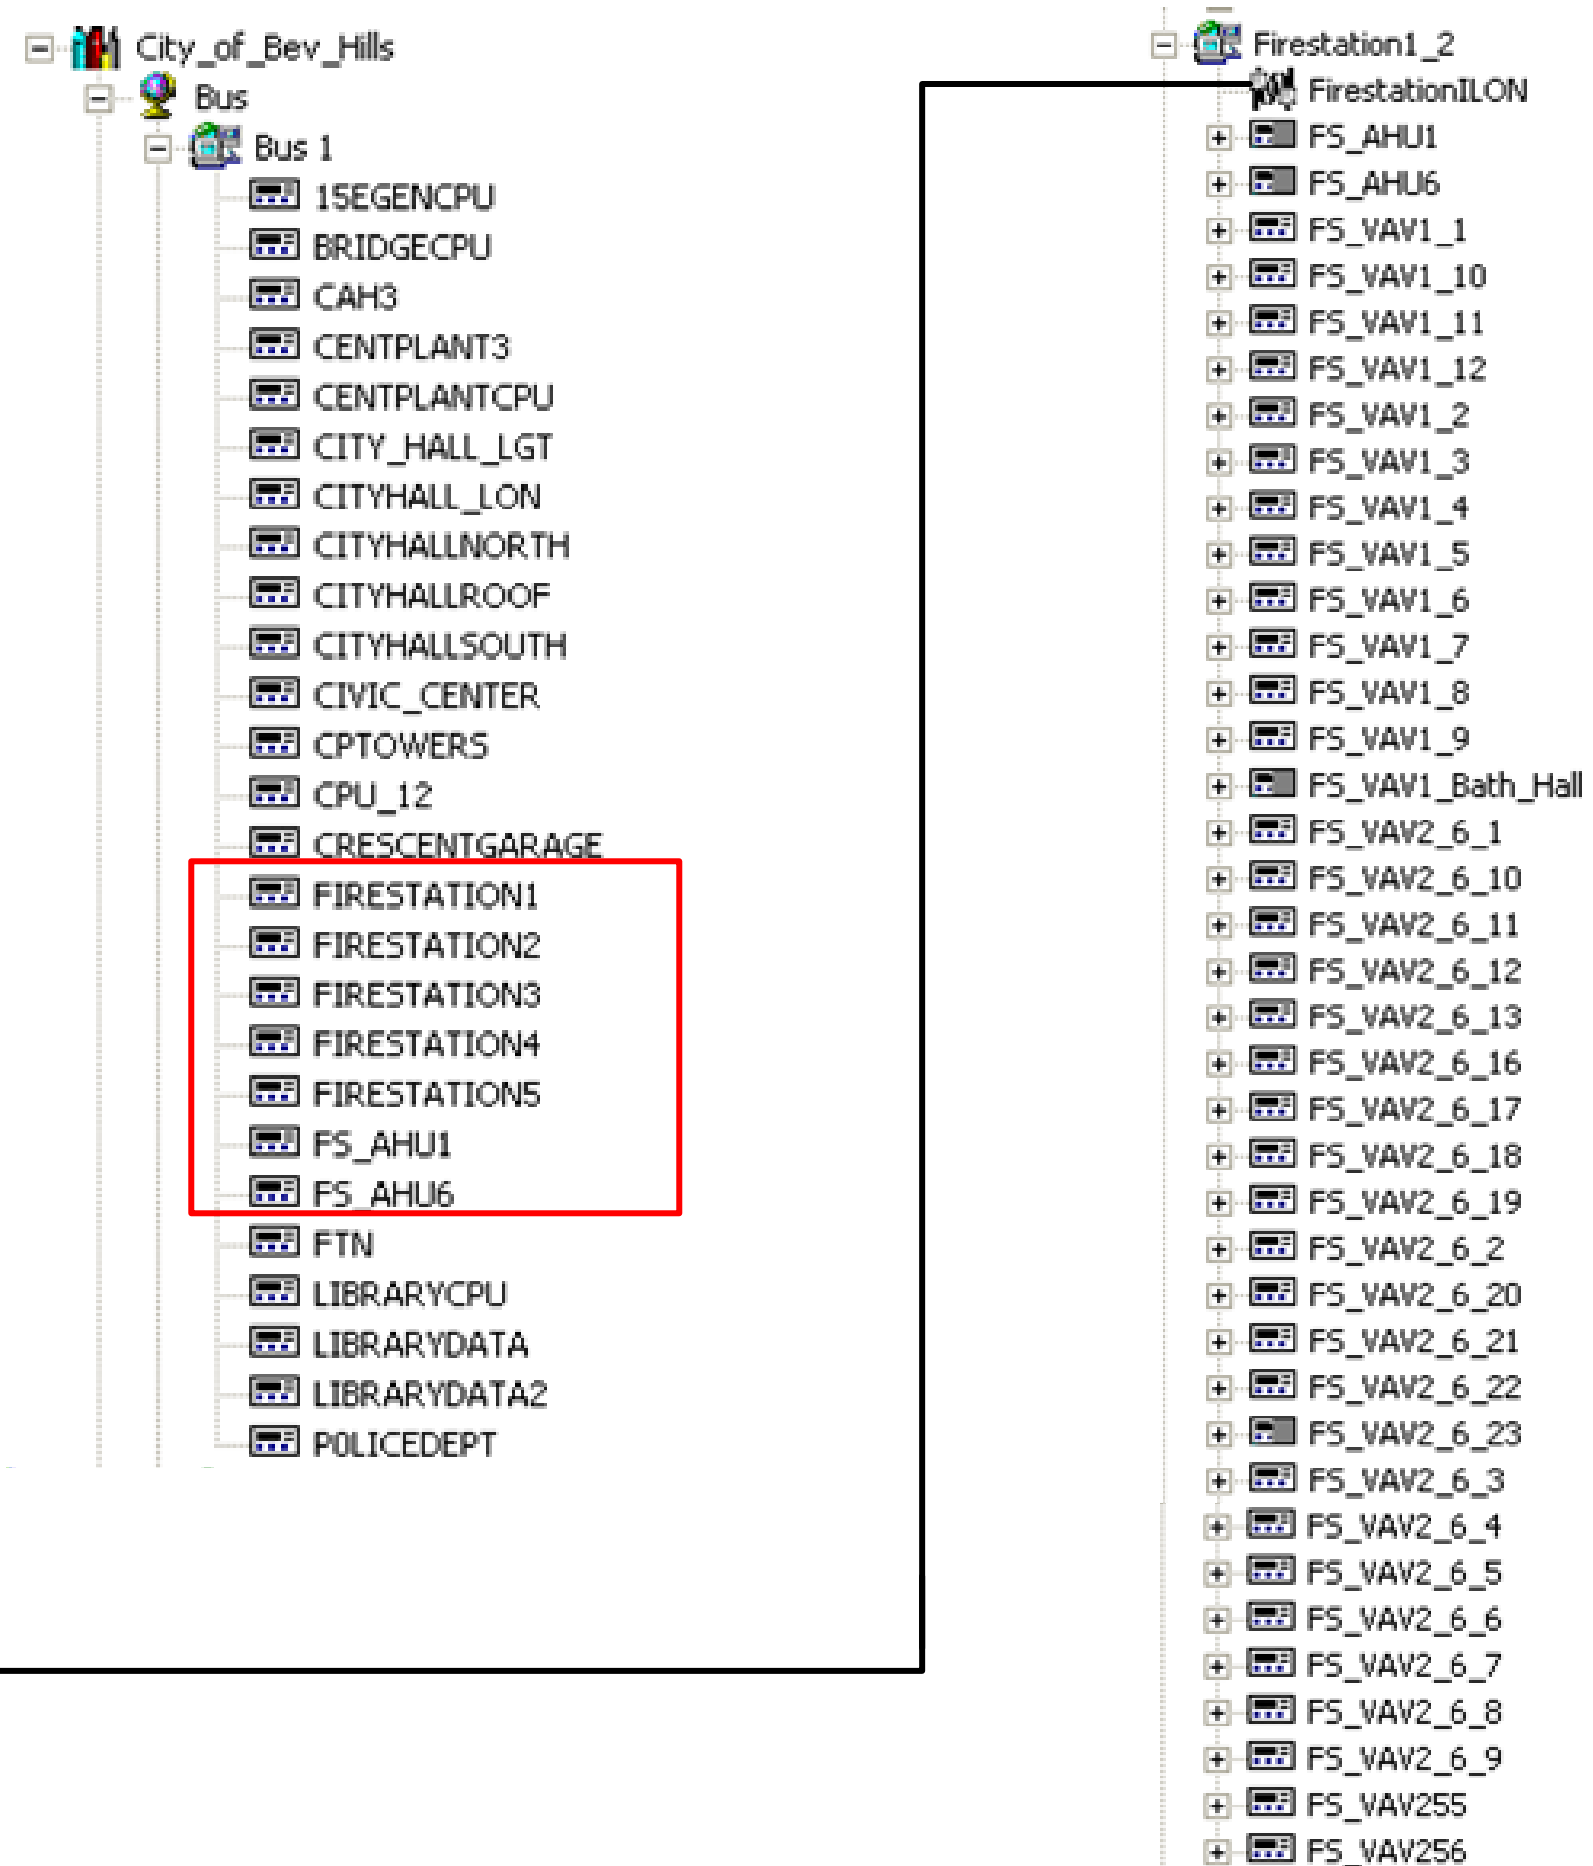 City_of_Bev_Hills
Bus
Bus 1
15EGENCPU
BRIDGECPU
CAH3
CENTPLANT3
CENTPLANTCPU
CITY_HALL_LGT
CITYHALL_LON
CITYHALLNORTH
CITYHALLROOF
CITYHALLSOUTH
CIVIC_CENTER
CPTOWERS
CPU_12
CRESCENTGARAGE
FIRESTATION1
FIRESTATION2
FIRESTATION3
FIRESTATION4
FIRESTATION5
FS_AHU1
FS_AHU6
FTN
LIBRARYCPU
LIBRARYDATA
LIBRARYDATA2
POLICEDEPT
Firestation1_2
FirestationILON
FS_AHU1
FS_AHU6
FS_VAV1_1
FS_VAV1_10
FS_VAV1_11
FS_VAV1_12
FS_VAV1_2
FS_VAV1_3
FS_VAV1_4
FS_VAV1_5
FS_VAV1_6
FS_VAV1_7
FS_VAV1_8
FS_VAV1_9
FS_VAV1_Bath_Hall
FS_VAV2_6_1
FS_VAV2_6_10
FS_VAV2_6_11
FS_VAV2_6_12
FS_VAV2_6_13
FS_VAV2_6_16
FS_VAV2_6_17
FS_VAV2_6_18
FS_VAV2_6_19
FS_VAV2_6_2
FS_VAV2_6_20
FS_VAV2_6_21
FS_VAV2_6_22
FS_VAV2_6_23
FS_VAV2_6_3
FS_VAV2_6_4
FS_VAV2_6_5
FS_VAV2_6_6
FS_VAV2_6_7
FS_VAV2_6_8
FS_VAV2_6_9
FS_VAV255
FS_VAV256